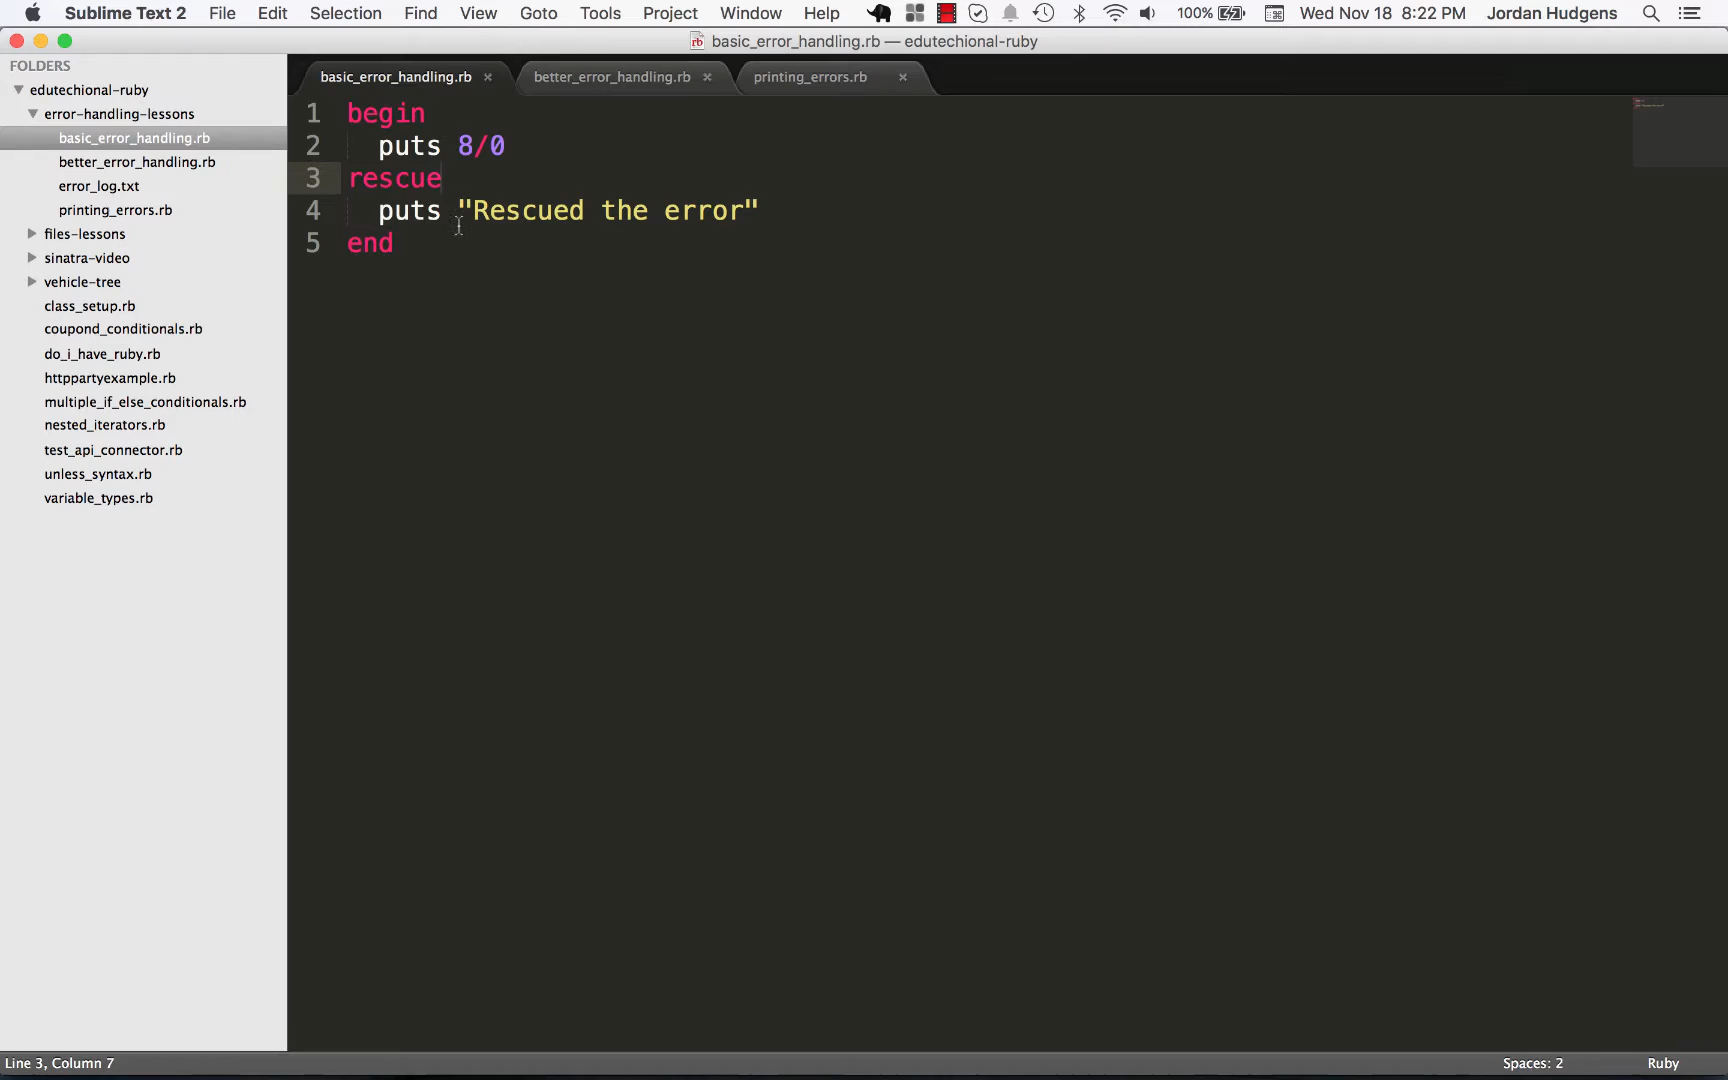 Sublime Text 2 File Edit Selection Find View Goto Tools Project Window Help 100% Wed Nov 18 8:22 PM Jordan Hudgens
rb basic_error_handling.rb — edutechional-ruby
FOLDERS
edutechional-ruby
error-handling-lessons
basic_error_handling.rb
better_error_handling.rb
error_log.txt
printing_errors.rb
files-lessons
sinatra-video
vehicle-tree
class_setup.rb
coupond_conditionals.rb
do_i_have_ruby.rb
httppartyexample.rb
multiple_if_else_conditionals.rb
nested_iterators.rb
test_api_connector.rb
unless_syntax.rb
variable_types.rb
basic_error_handling.rb × better_error_handling.rb × printing_errors.rb ×
1 begin
2 puts 8/0
3 rescue
4 puts "Rescued the error"
5 end
Line 3, Column 7 Spaces: 2 Ruby